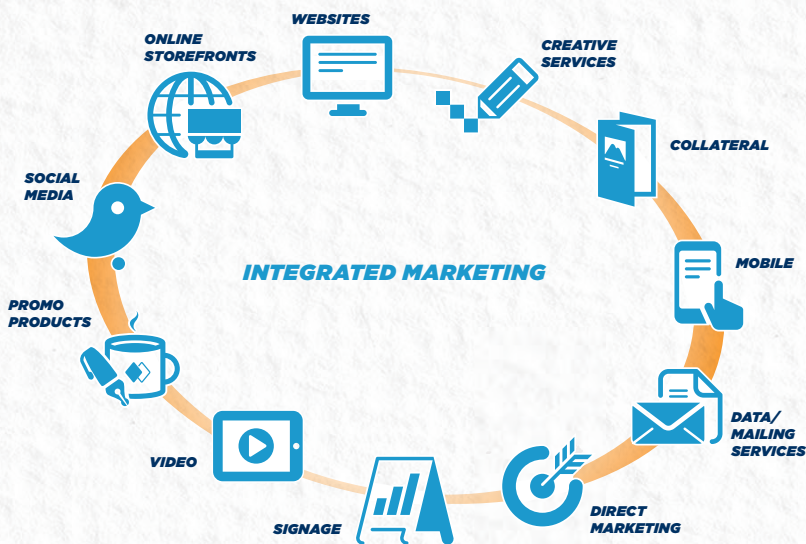 WEBSITES
ONLINE
STOREFRONTS
CREATIVE
SERVICES
COLLATERAL
SOCIAL
MEDIA
INTEGRATED MARKETING
MOBILE
PROMO
PRODUCTS
DATA/
MAILING
SERVICES
VIDEO
DIRECT
MARKETING
SIGNAGE